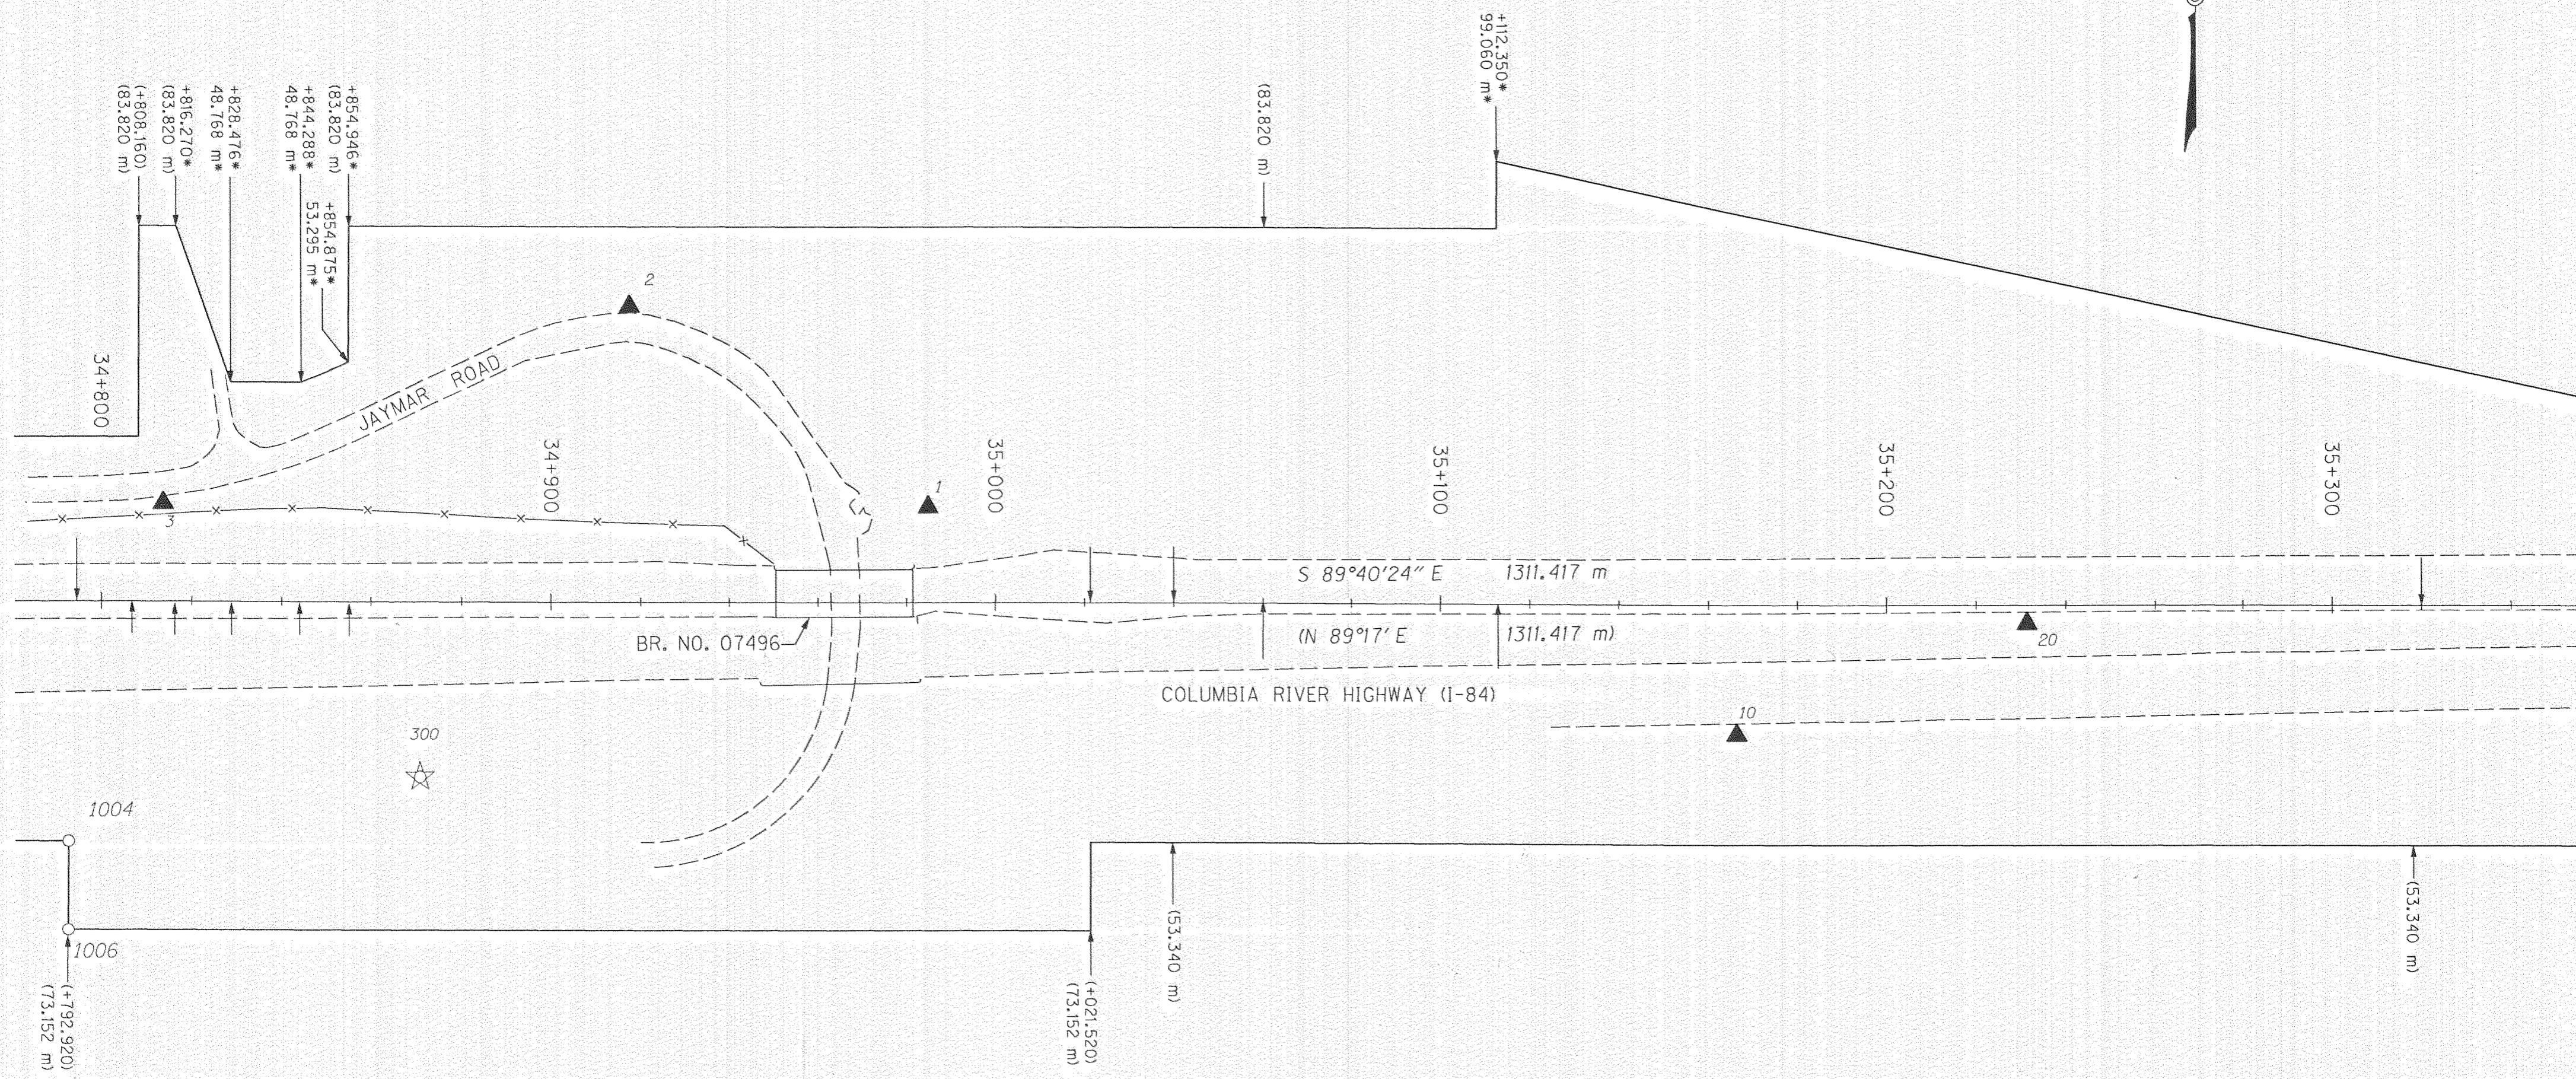 +112.350*
99.060 m*
(+808.160)
(83.820 m)
+816.270*
(83.820 m)
+828.476*
48.768 m*
+844.288*
48.768 m*
+854.946*
(83.820 m)
+854.875*
53.295 m*
(83.820 m)
2
JAYMAR ROAD
34+800
34+900
35+000
35+100
35+200
35+300
1
3
S 89°40'24" E 1311.417 m
(N 89°17' E 1311.417 m)
BR. NO. 07496
20
COLUMBIA RIVER HIGHWAY (I-84)
10
300
1004
1006
(+792.920)
(73.152 m)
(+021.520)
(73.152 m)
(53.340 m)
(53.340 m)